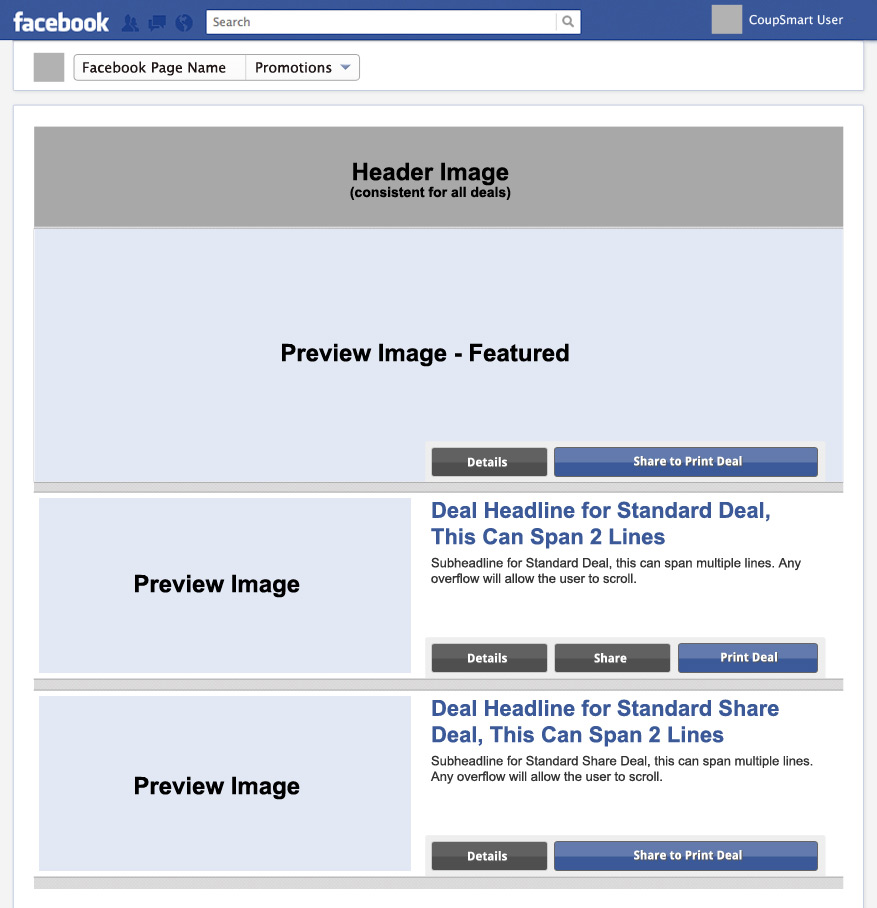 facebook
Search
CoupSmart User
Facebook Page Name
Promotions
Header Image
(consistent for all deals)
Preview Image - Featured
Details
Share to Print Deal
Preview Image
Deal Headline for Standard Deal,
This Can Span 2 Lines
Subheadline for Standard Deal, this can span multiple lines. Any
overflow will allow the user to scroll.
Details
Share
Print Deal
Preview Image
Deal Headline for Standard Share
Deal, This Can Span 2 Lines
Subheadline for Standard Share Deal, this can span multiple lines.
Any overflow will allow the user to scroll.
Details
Share to Print Deal